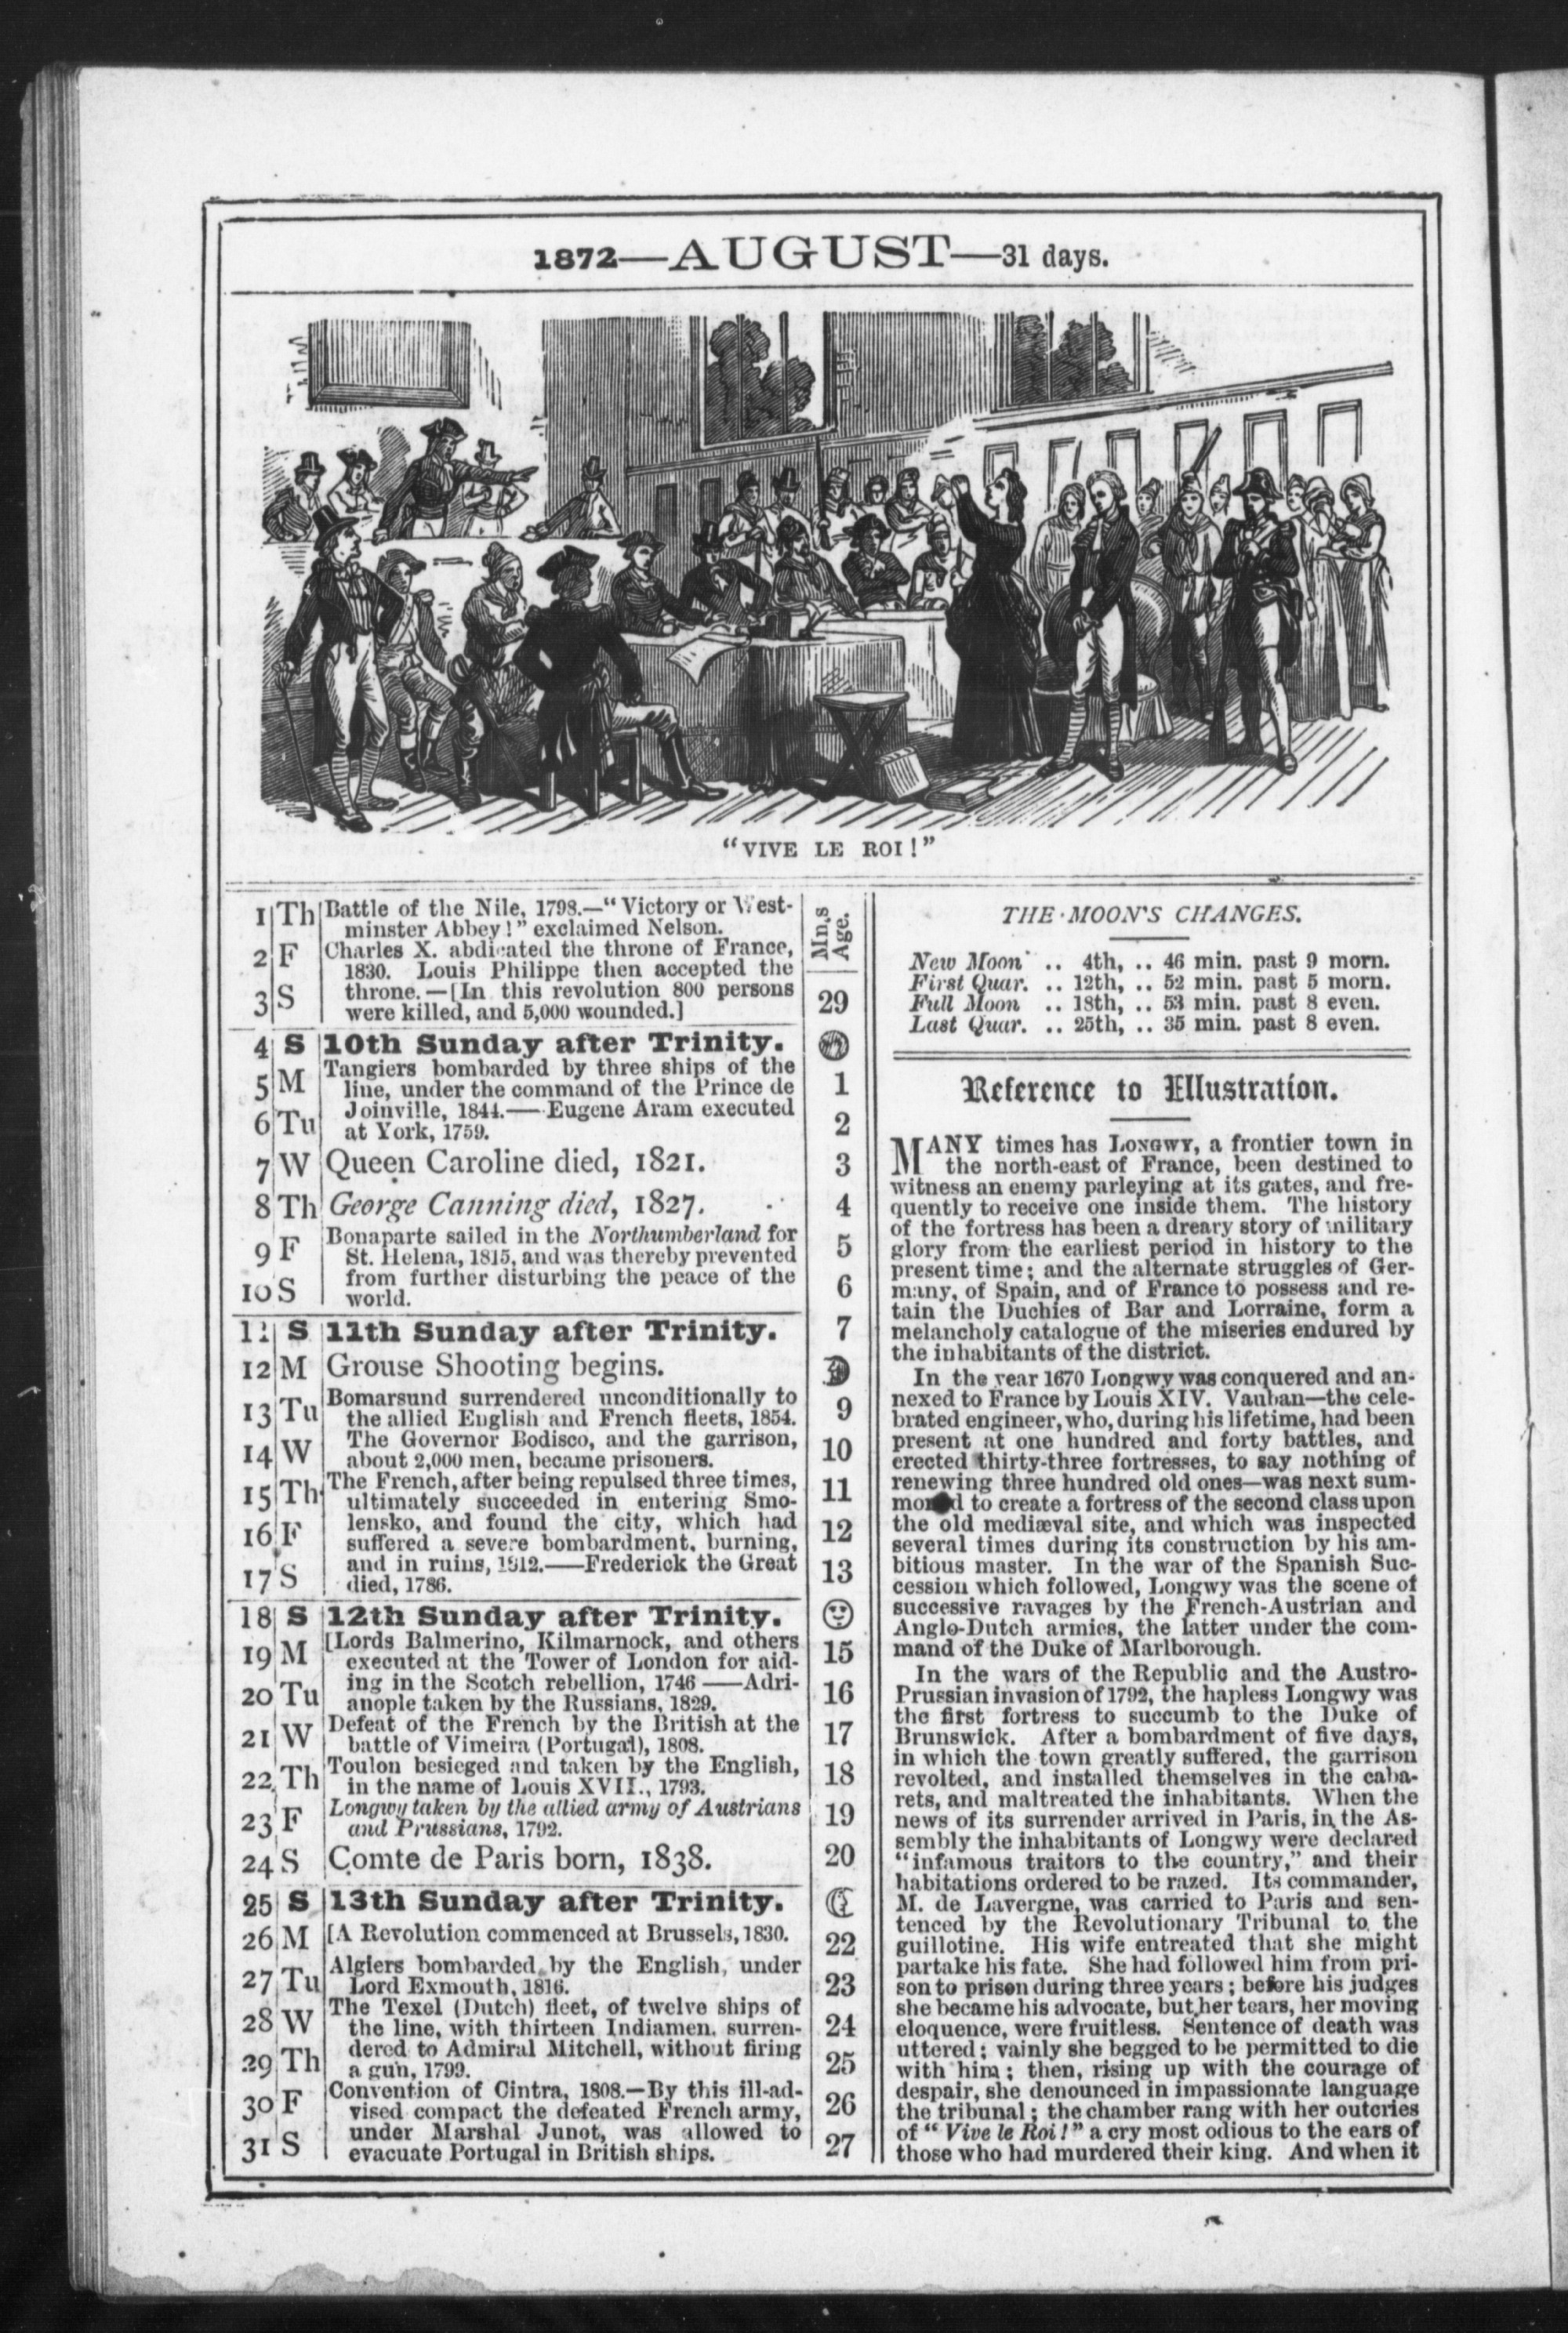 1872—AUGUST—31 days.
"VIVE LE ROI!"
1 Th Battle of the Nile, 1798.—"Victory or West-
minster Abbey!" exclaimed Nelson.
2 F Charles X. abdicated the throne of France,
1830. Louis Philippe then accepted the
3 S throne.—[In this revolution 800 persons
were killed, and 5,000 wounded.]
4 S 10th Sunday after Trinity.
5 M Tangiers bombarded by three ships of the
line, under the command of the Prince de
6 Tu Joinville, 1844.—Eugene Aram executed
at York, 1759.
7 W Queen Caroline died, 1821.
8 Th George Canning died, 1827.
9 F Bonaparte sailed in the Northumberland for
St. Helena, 1815, and was thereby prevented
10 S from further disturbing the peace of the
world.
11 S 11th Sunday after Trinity.
12 M Grouse Shooting begins.
13 Tu Bomarsund surrendered unconditionally to
the allied English and French fleets, 1854.
14 W The Governor Bodisco, and the garrison,
about 2,000 men, became prisoners.
15 Th The French, after being repulsed three times,
ultimately succeeded in entering Smo-
16 F lensko, and found the city, which had
suffered a severe bombardment, burning,
17 S and in ruins, 1812.—Frederick the Great
died, 1786.
18 S 12th Sunday after Trinity.
19 M [Lords Balmerino, Kilmarnock, and others
executed at the Tower of London for aid-
20 Tu ing in the Scotch rebellion, 1746—Adri-
anople taken by the Russians, 1829.
21 W Defeat of the French by the British at the
battle of Vimeira (Portugal), 1808.
22 Th Toulon besieged and taken by the English,
in the name of Louis XVII., 1793.
23 F Longwy taken by the allied army of Austrians
and Prussians, 1792.
24 S Comte de Paris born, 1838.
25 S 13th Sunday after Trinity.
26 M [A Revolution commenced at Brussels, 1830.
27 Tu Algiers bombarded by the English, under
Lord Exmouth, 1816.
28 W The Texel (Dutch) fleet, of twelve ships of
the line, with thirteen Indiamen, surren-
29 Th dered to Admiral Mitchell, without firing
a gun, 1799.
30 F Convention of Cintra, 1808.—By this ill-ad-
vised compact the defeated French army,
31 S under Marshal Junot, was allowed to
evacuate Portugal in British ships.
Mn.s
Age.
29
1
2
3
4
5
6
7
9
10
11
12
13
15
16
17
18
19
20
22
23
24
25
26
27
THE MOON'S CHANGES.
New Moon .. 4th, .. 46 min. past 9 morn.
First Quar. .. 12th, .. 52 min. past 5 morn.
Full Moon .. 18th, .. 53 min. past 8 even.
Last Quar. .. 25th, .. 35 min. past 8 even.
Reference to Illustration.
MANY times has LONGWY, a frontier town in
the north-east of France, been destined to
witness an enemy parleying at its gates, and fre-
quently to receive one inside them. The history
of the fortress has been a dreary story of military
glory from the earliest period in history to the
present time; and the alternate struggles of Ger-
many, of Spain, and of France to possess and re-
tain the Duchies of Bar and Lorraine, form a
melancholy catalogue of the miseries endured by
the inhabitants of the district.
In the year 1670 Longwy was conquered and an-
nexed to France by Louis XIV. Vauban—the cele-
brated engineer, who, during his lifetime, had been
present at one hundred and forty battles, and
erected thirty-three fortresses, to say nothing of
renewing three hundred old ones—was next sum-
moned to create a fortress of the second class upon
the old mediæval site, and which was inspected
several times during its construction by his am-
bitious master. In the war of the Spanish Suc-
cession which followed, Longwy was the scene of
successive ravages by the French-Austrian and
Anglo-Dutch armies, the latter under the com-
mand of the Duke of Marlborough.
In the wars of the Republic and the Austro-
Prussian invasion of 1792, the hapless Longwy was
the first fortress to succumb to the Duke of
Brunswick. After a bombardment of five days,
in which the town greatly suffered, the garrison
revolted, and installed themselves in the caba-
rets, and maltreated the inhabitants. When the
news of its surrender arrived in Paris, in the As-
sembly the inhabitants of Longwy were declared
"infamous traitors to the country," and their
habitations ordered to be razed. Its commander,
M. de Lavergne, was carried to Paris and sen-
tenced by the Revolutionary Tribunal to the
guillotine. His wife entreated that she might
partake his fate. She had followed him from pri-
son to prison during three years; before his judges
she became his advocate, but her tears, her moving
eloquence, were fruitless. Sentence of death was
uttered; vainly she begged to be permitted to die
with him; then, rising up with the courage of
despair, she denounced in impassionate language
the tribunal; the chamber rang with her outcries
of "Vive le Roi!" a cry most odious to the ears of
those who had murdered their king. And when it